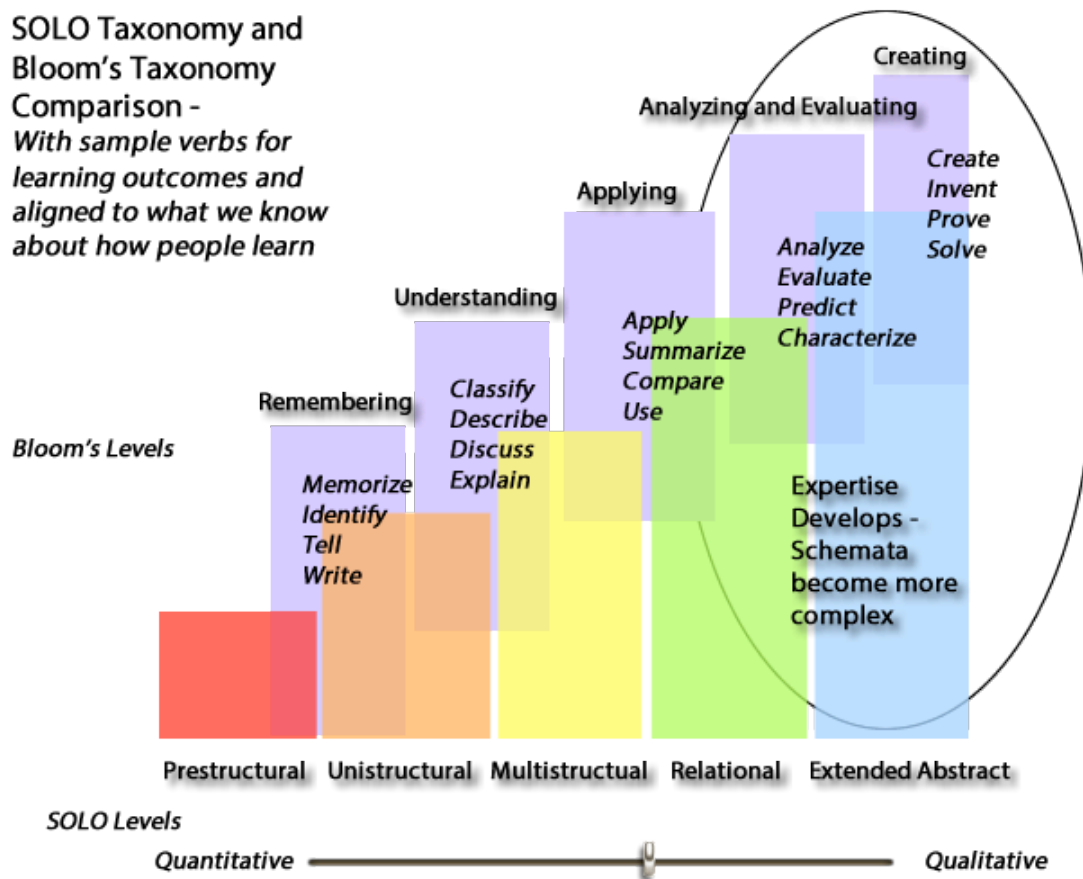 SOLO Taxonomy and
Bloom's Taxonomy
Comparison -
With sample verbs for
learning outcomes and
aligned to what we know
about how people learn
Creating
Analyzing and Evaluating
Create
Invent
Prove
Solve
Applying
Analyze
Evaluate
Predict
Characterize
Understanding
Apply
Summarize
Compare
Use
Remembering
Classify
Describe
Discuss
Explain
Bloom's Levels
Memorize
Identify
Tell
Write
Expertise
Develops -
Schemata
become more
complex
Prestructural
Unistructural
Multistructual
Relational
Extended Abstract
SOLO Levels
Quantitative
Qualitative